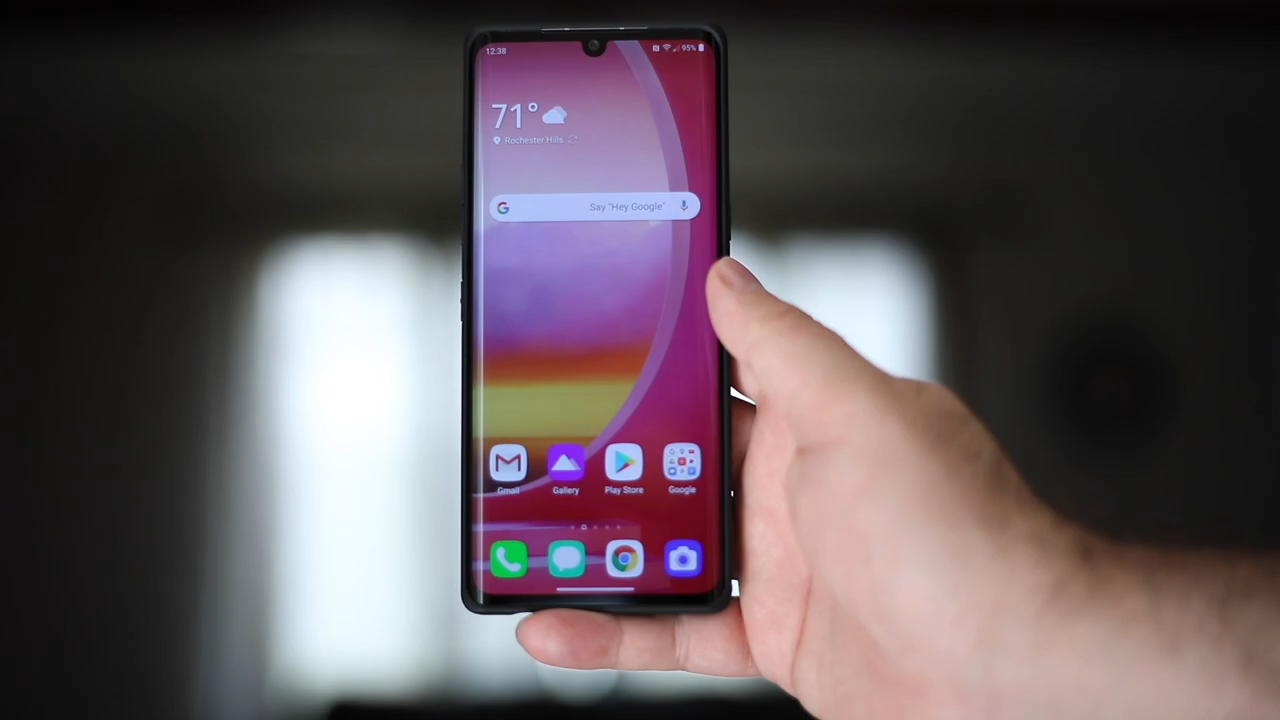 12:38
95%
71°
Rochester Hills
Say "Hey Google"
Gmail
Gallery
Play Store
Google